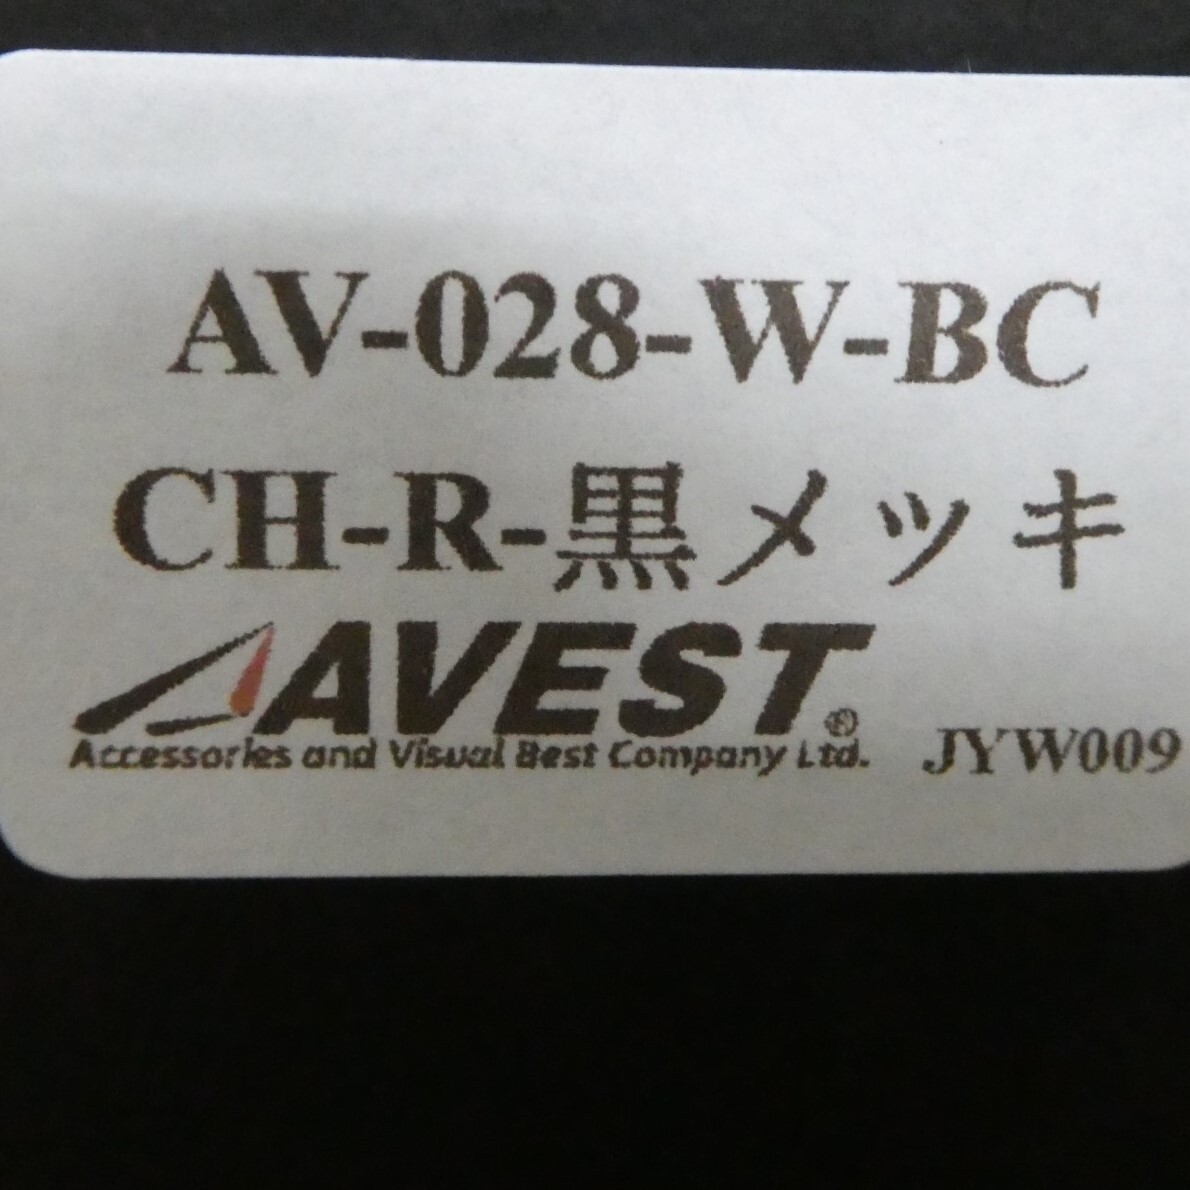 AV-028-W-BC
CH-R-黒メッキ
AVEST®
Accessories and Visual Best Company Ltd. JYW009